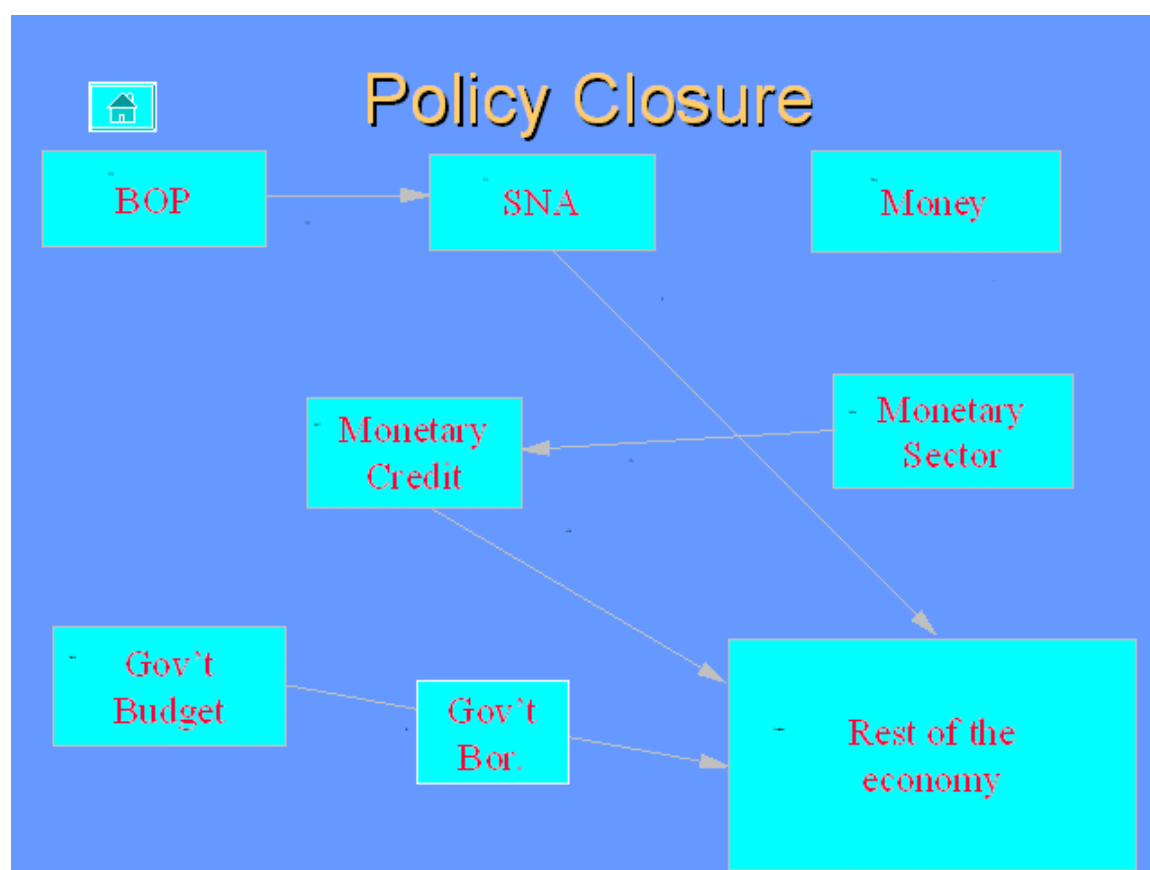 Policy Closure
BOP
SNA
Money
Monetary
Credit
Monetary
Sector
Gov`t
Budget
Gov`t
Bor.
Rest of the
economy